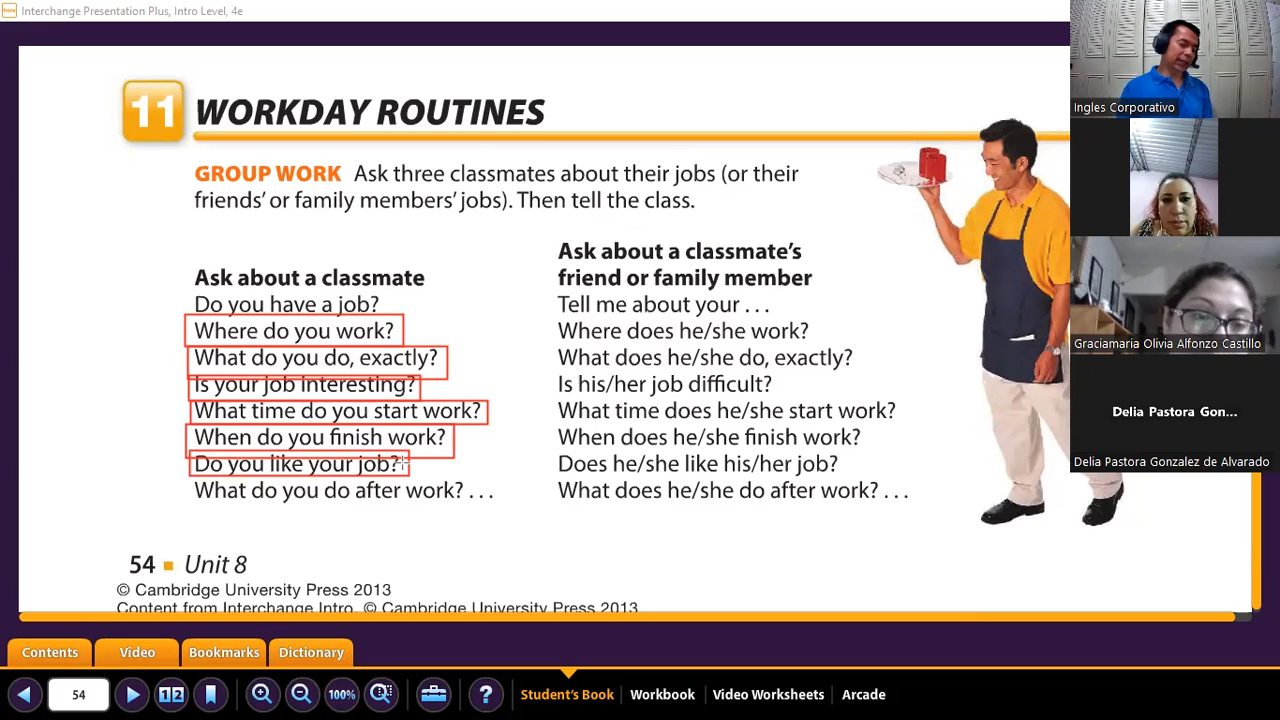 Interchange Presentation Plus, Intro Level, 4e
11 WORKDAY ROUTINES
GROUP WORK Ask three classmates about their jobs (or their
friends' or family members' jobs). Then tell the class.
Ask about a classmate
Do you have a job?
Where do you work?
What do you do, exactly?
Is your job interesting?
What time do you start work?
When do you finish work?
Do you like your job?
What do you do after work? . . .
Ask about a classmate's
friend or family member
Tell me about your . . .
Where does he/she work?
What does he/she do, exactly?
Is his/her job difficult?
What time does he/she start work?
When does he/she finish work?
Does he/she like his/her job?
What does he/she do after work? . . .
54 Unit 8
© Cambridge University Press 2013
Content from Interchange Intro. © Cambridge University Press 2013
Ingles Corporativo
Graciamaria Olivia Alfonzo Castillo
Delia Pastora Gon...
Delia Pastora Gonzalez de Alvarado
Contents Video Bookmarks Dictionary
54 12 100% ? Student's Book Workbook Video Worksheets Arcade